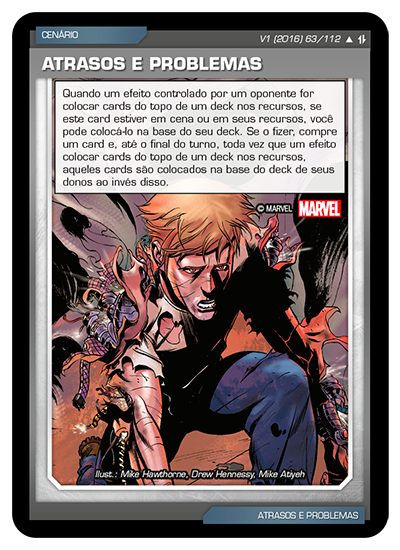 CENÁRIO
V1 (2016) 63/112
ATRASOS E PROBLEMAS
Quando um efeito controlado por um oponente for
colocar cards do topo de um deck nos recursos, se
este card estiver em cena ou em seus recursos, você
pode colocá-lo na base do seu deck. Se o fizer, compre
um card e, até o final do turno, toda vez que um efeito
colocar cards do topo de um deck nos recursos,
aqueles cards são colocados na base do deck de seus
donos ao invés disso.
© MARVEL MARVEL
Ilust.: Mike Hawthorne, Drew Hennessy, Mike Atiyeh
ATRASOS E PROBLEMAS